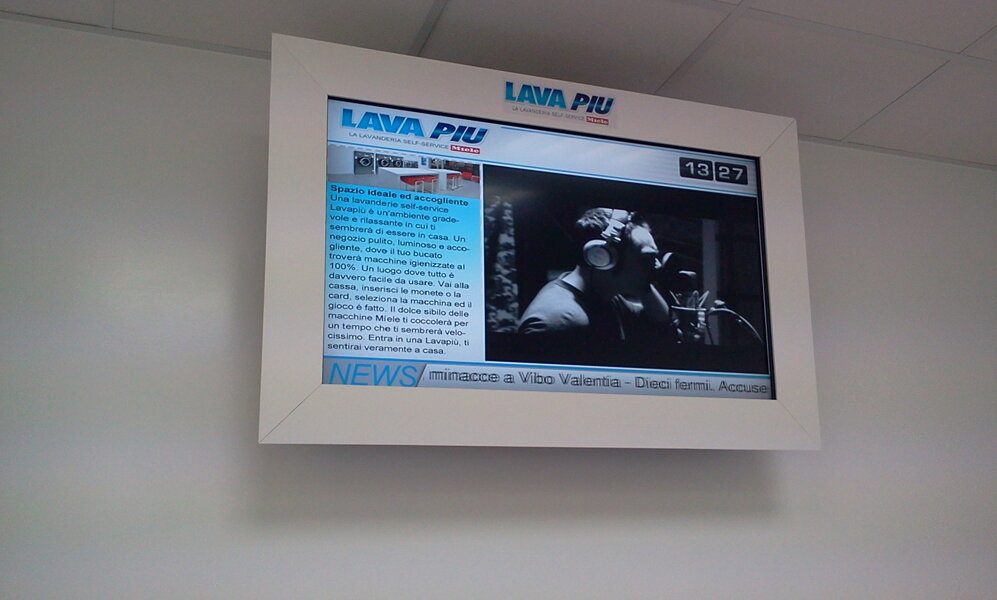 LAVA PIU
LA LAVANDERIA SELF-SERVICE Miele
LAVA PIU
LA LAVANDERIA SELF-SERVICE Miele
13 27
Spazio ideale ed accogliente
Una lavanderie self-service
Lavapiù è un'ambiente grade-
vole e rilassante in cui ti
sembrerà di essere in casa. Un
negozio pulito, luminoso e acco-
gliente, dove il tuo bucato
troverà macchine igienizzate al
100%. Un luogo dove tutto è
davvero facile da usare. Vai alla
cassa, inserisci le monete o la
card, seleziona la macchina ed il
gioco è fatto. Il dolce sibilo delle
macchine Miele ti coccolerà per
un tempo che ti sembrerà velo-
cissimo. Entra in una Lavapiù, ti
sentirai veramente a casa.
NEWS minacce a Vibo Valentia - Dieci fermi. Accuse